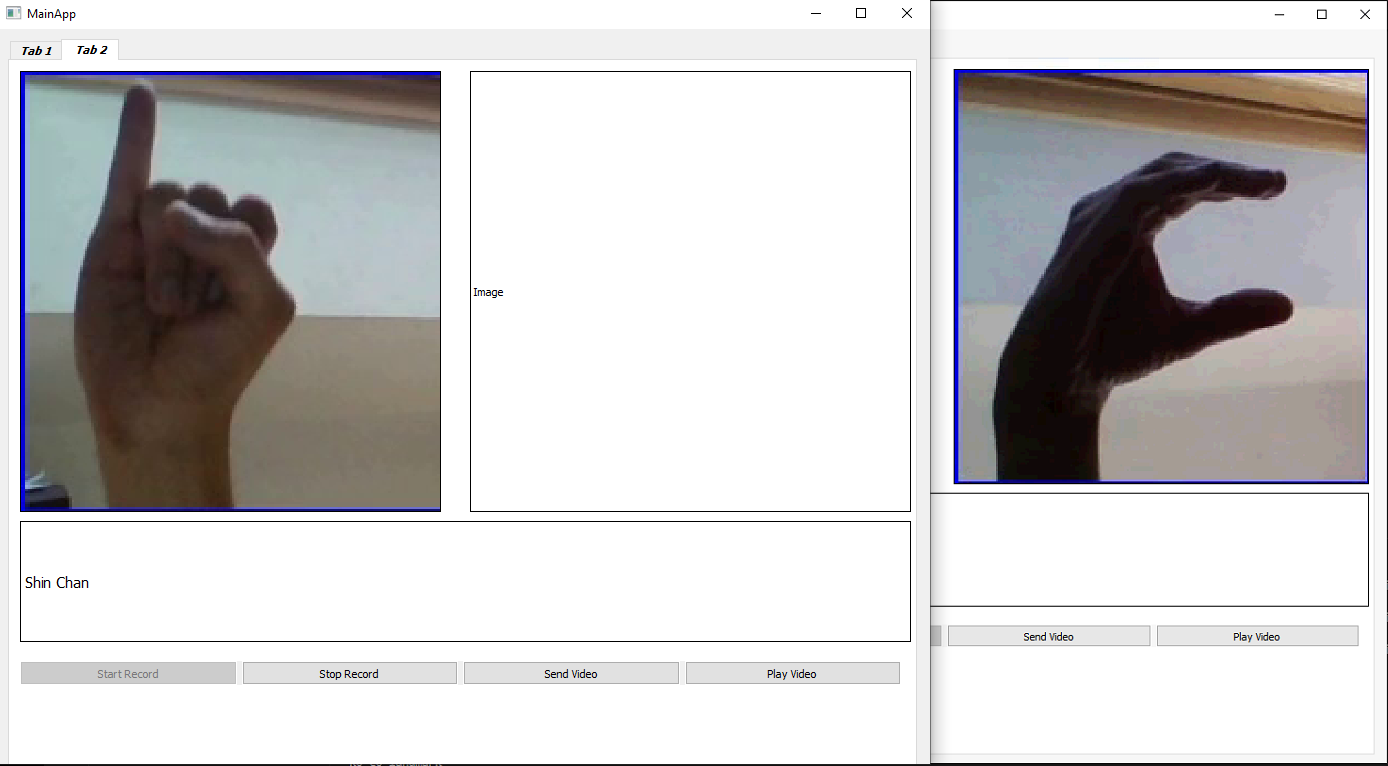 MainApp
Tab 1
Tab 2
Image
Shin Chan
Start Record
Stop Record
Send Video
Play Video
Send Video
Play Video